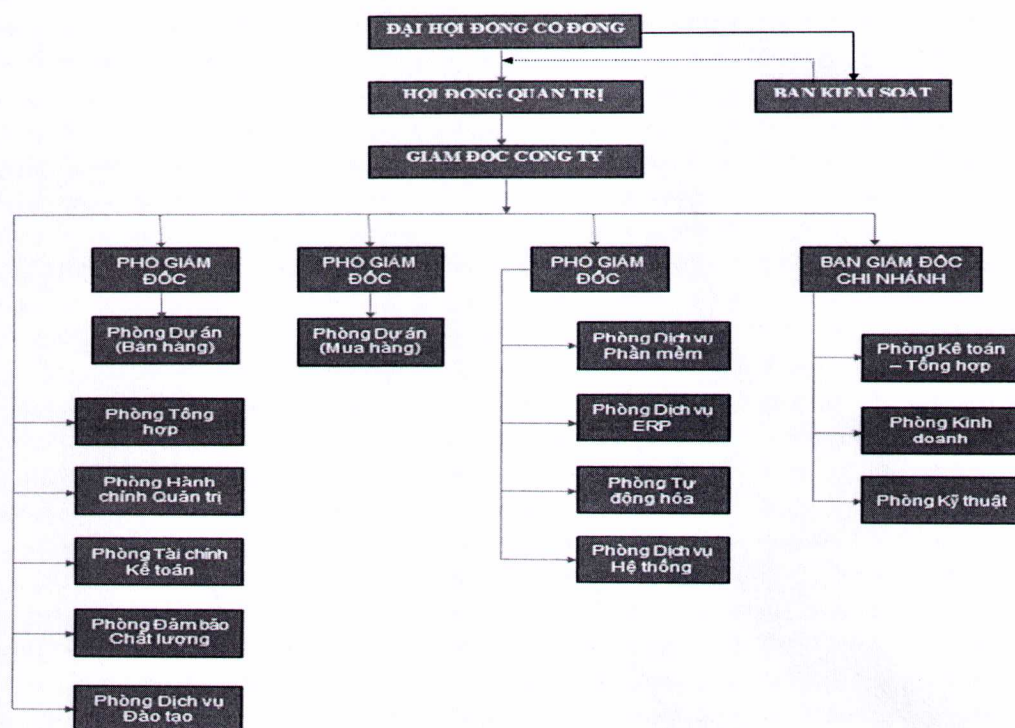 ĐẠI HỘI ĐỒNG CỔ ĐÔNG
HỘI ĐỒNG QUẢN TRỊ
BAN KIỂM SOÁT
GIÁM ĐỐC CÔNG TY
PHÓ GIÁM
ĐỐC
PHÓ GIÁM
ĐỐC
PHÓ GIÁM
ĐỐC
BAN GIÁM ĐỐC
CHI NHÁNH
Phòng Dự án
(Bán hàng)
Phòng Dự án
(Mua hàng)
Phòng Tổng
hợp
Phòng Hành
chính Quản trị
Phòng Tài chính
Kế toán
Phòng Đảm bảo
Chất lượng
Phòng Dịch vụ
Đào tạo
Phòng Dịch vụ
Phần mềm
Phòng Dịch vụ
ERP
Phòng Tự
động hóa
Phòng Dịch vụ
Hệ thống
Phòng Kế toán
– Tổng hợp
Phòng Kinh
doanh
Phòng Kỹ thuật